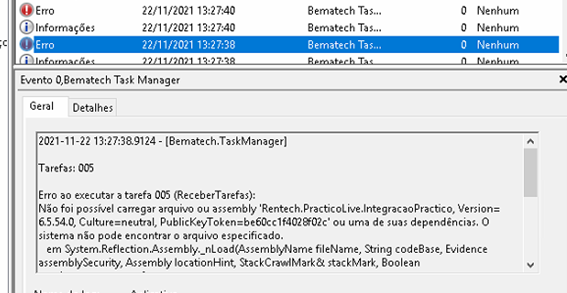 Erro 22/11/2021 13:27:40 Bematech Tas... 0 Nenhum
Informações 22/11/2021 13:27:40 Bematech Tas... 0 Nenhum
Erro 22/11/2021 13:27:38 Bematech Tas... 0 Nenhum
Informações 22/11/2021 13:27:38 Bematech Tas... 0 Nenhum
Evento 0,Bematech Task Manager
Geral Detalhes
2021-11-22 13:27:38.9124 - [Bematech.TaskManager]
Tarefas: 005
Erro ao executar a tarefa 005 (ReceberTarefas):
Não foi possível carregar arquivo ou assembly 'Rentech.PracticoLive.IntegracaoPractico, Version=
6.5.54.0, Culture=neutral, PublicKeyToken=be60cc1f4028f02c' ou uma de suas dependências. O
sistema não pode encontrar o arquivo especificado.
em System.Reflection.Assembly._nLoad(AssemblyName fileName, String codeBase, Evidence
assemblySecurity, Assembly locationHint, StackCrawlMark& stackMark, Boolean